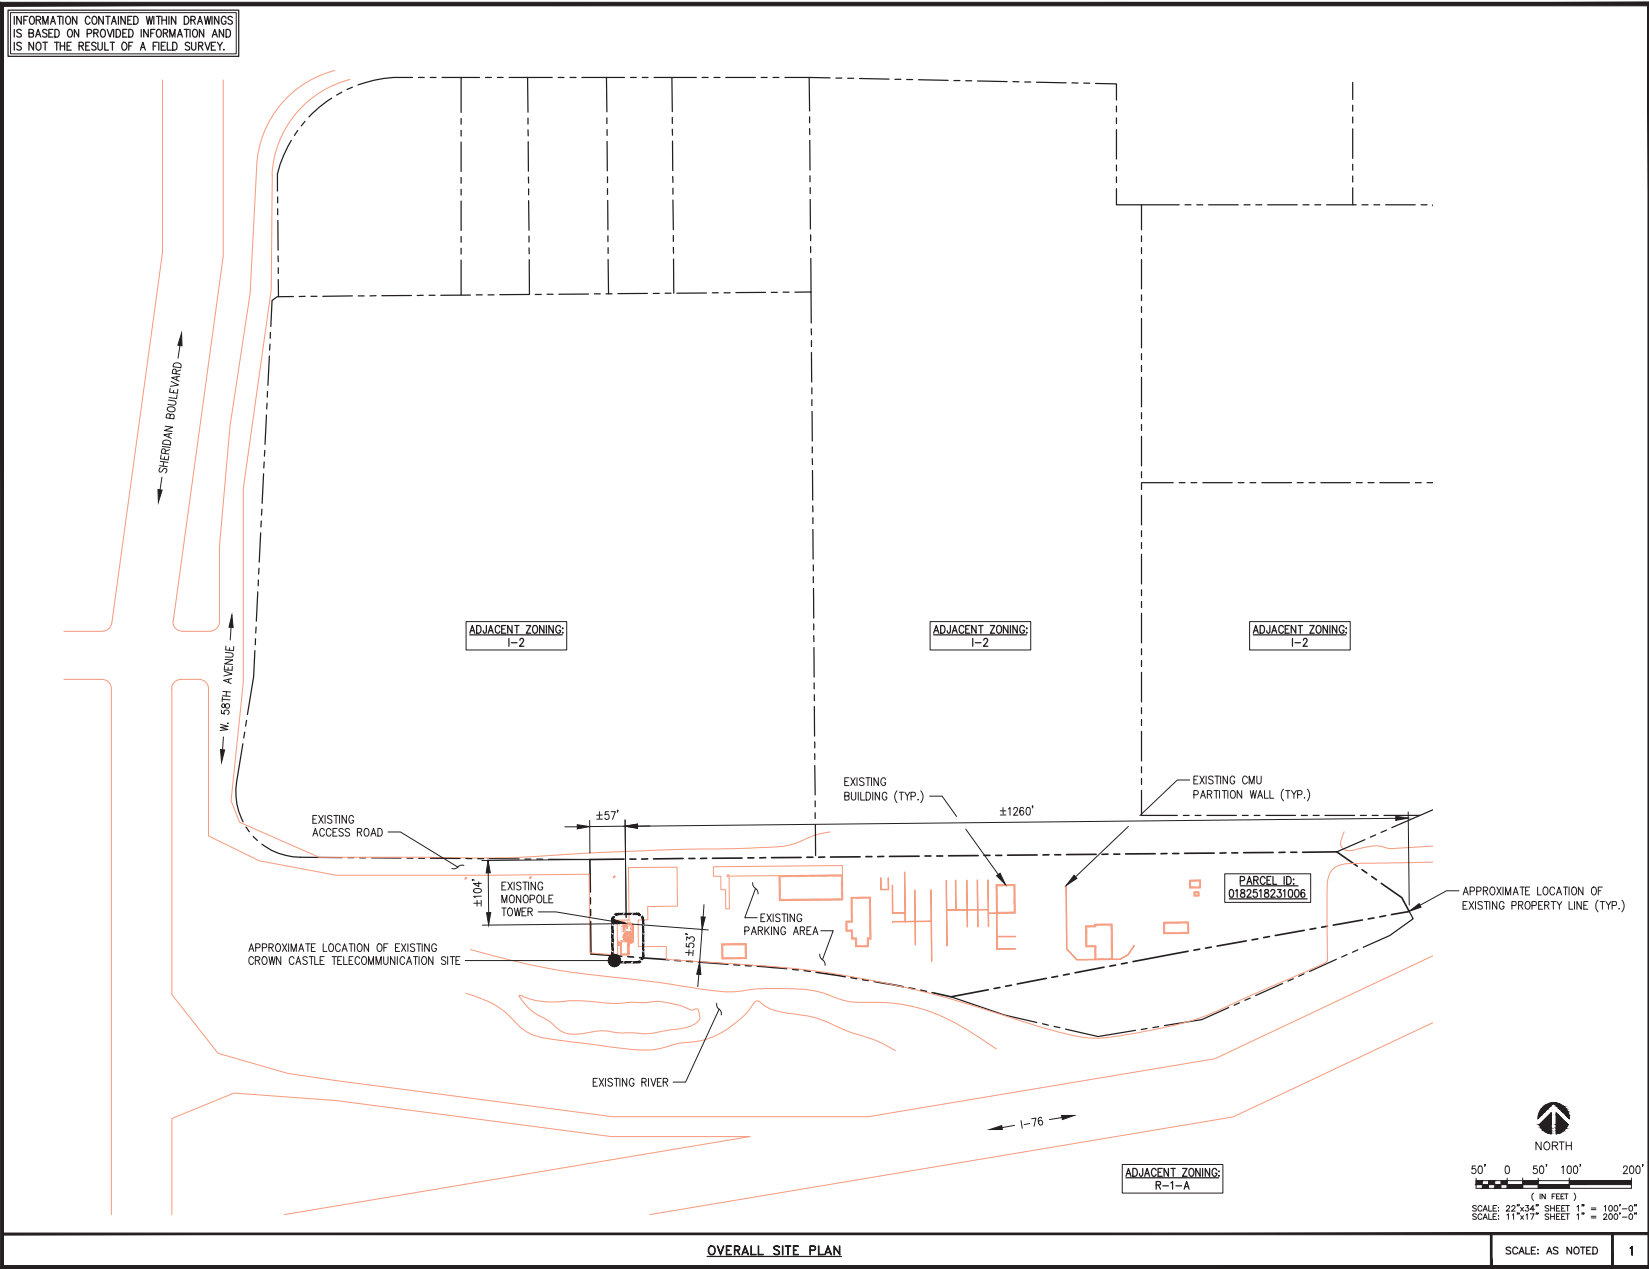 INFORMATION CONTAINED WITHIN DRAWINGS
IS BASED ON PROVIDED INFORMATION AND
IS NOT THE RESULT OF A FIELD SURVEY.
SHERIDAN BOULEVARD
W. 58TH AVENUE
ADJACENT ZONING:
I-2
ADJACENT ZONING:
I-2
ADJACENT ZONING:
I-2
EXISTING
BUILDING (TYP.)
EXISTING CMU
PARTITION WALL (TYP.)
±57'
±1260'
EXISTING
ACCESS ROAD
±104'
EXISTING
MONOPOLE
TOWER
EXISTING
PARKING AREA
±53'
PARCEL ID:
0182518231006
APPROXIMATE LOCATION OF
EXISTING PROPERTY LINE (TYP.)
APPROXIMATE LOCATION OF EXISTING
CROWN CASTLE TELECOMMUNICATION SITE
EXISTING RIVER
I-76
ADJACENT ZONING:
R-1-A
NORTH
50' 0 50' 100' 200'
( IN FEET )
SCALE: 22"x34" SHEET 1" = 100'-0"
SCALE: 11"x17" SHEET 1" = 200'-0"
OVERALL SITE PLAN
SCALE: AS NOTED
1